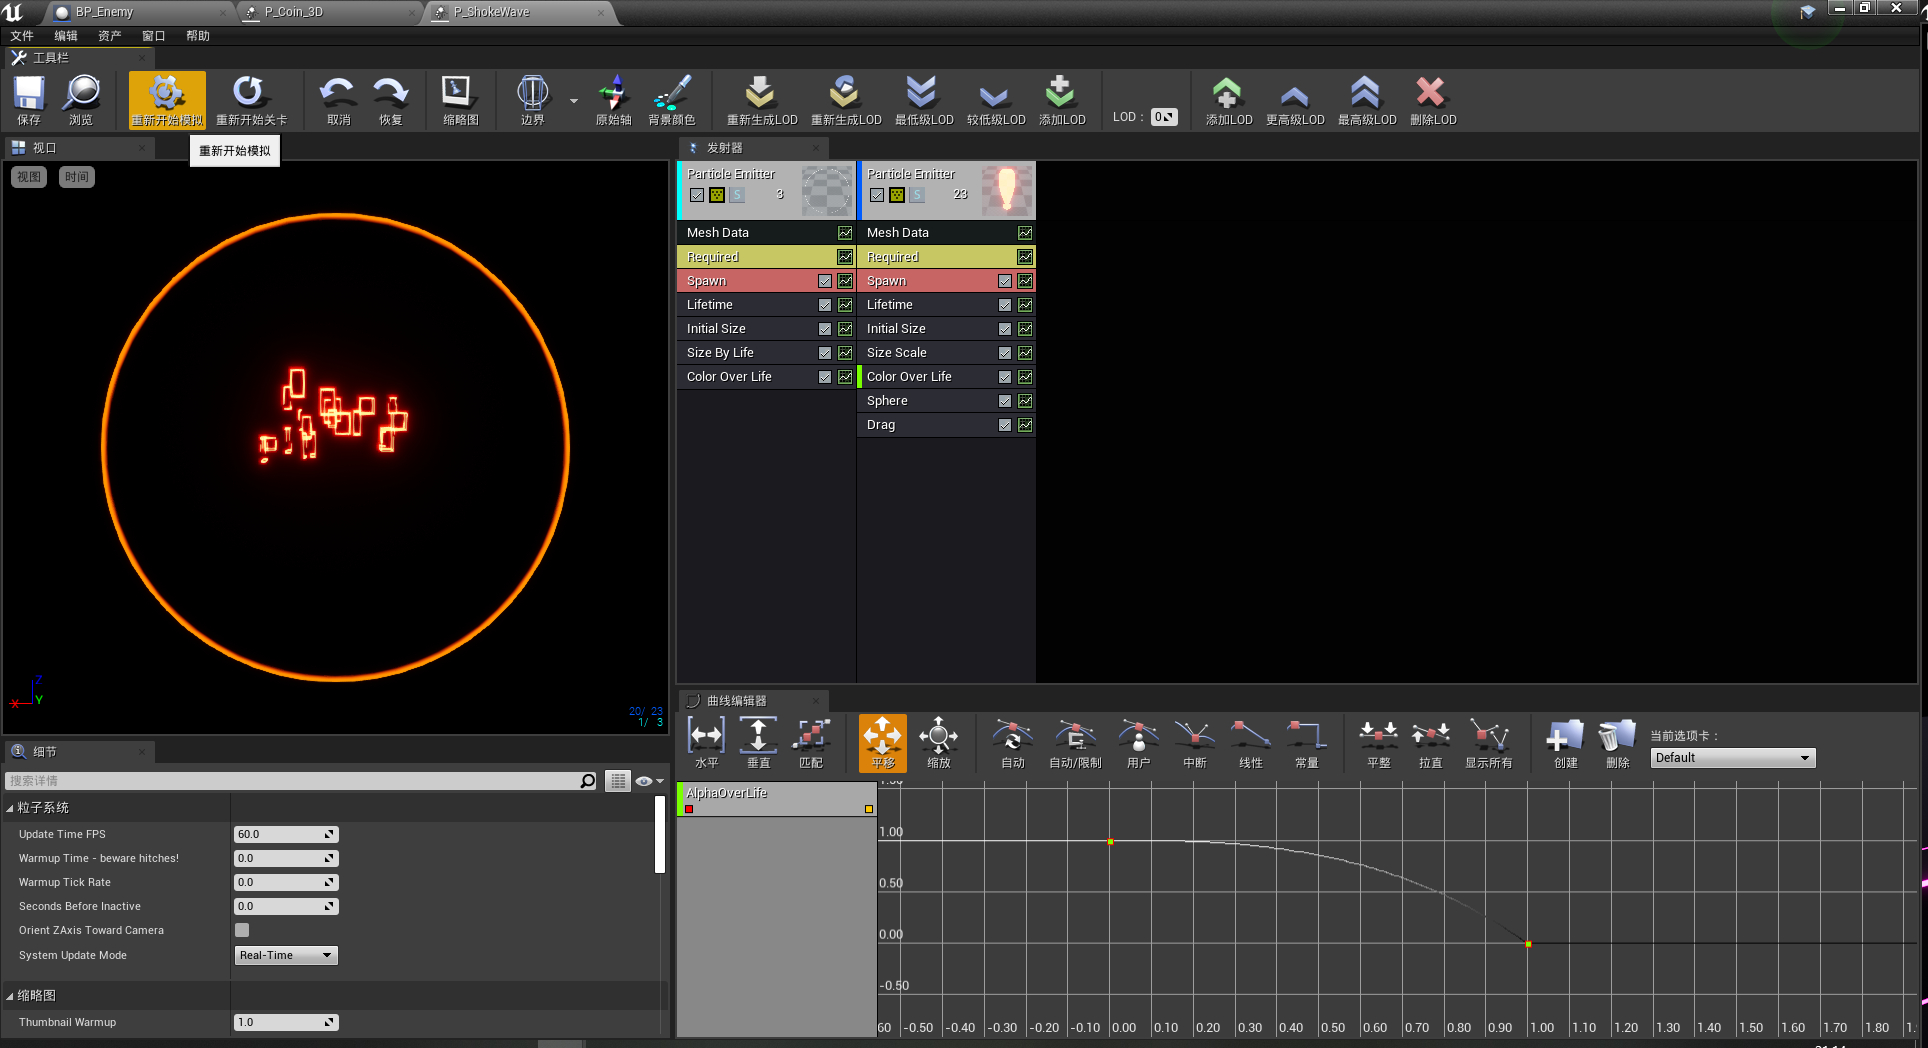 BP_Enemy
P_Coin_3D
P_ShokeWave
文件
编辑
资产
窗口
帮助
工具栏
保存
浏览
重新开始模拟
重新开始关卡
取消
恢复
缩略图
边界
原始轴
背景颜色
重新生成LOD
重新生成LOD
最低级LOD
较低级LOD
添加LOD
LOD :
0
添加LOD
更高级LOD
最高级LOD
删除LOD
视口
重新开始模拟
发射器
视图
时间
Particle Emitter
S
3
Particle Emitter
S
23
Mesh Data
Mesh Data
Required
Required
Spawn
Spawn
Lifetime
Lifetime
Initial Size
Initial Size
Size By Life
Size Scale
Color Over Life
Color Over Life
Sphere
Drag
Z
X
Y
20/ 23
1/ 3
细节
搜索详情
粒子系统
Update Time FPS
60.0
Warmup Time - beware hitches!
0.0
Warmup Tick Rate
0.0
Seconds Before Inactive
0.0
Orient ZAxis Toward Camera
System Update Mode
Real-Time
缩略图
Thumbnail Warmup
1.0
曲线编辑器
水平
垂直
匹配
平移
缩放
自动
自动/限制
用户
中断
线性
常量
平整
拉直
显示所有
创建
删除
当前选项卡：
Default
AlphaOverLife
1.00
0.50
0.00
-0.50
60
-0.50
-0.40
-0.30
-0.20
-0.10
0.00
0.10
0.20
0.30
0.40
0.50
0.60
0.70
0.80
0.90
1.00
1.10
1.20
1.30
1.40
1.50
1.60
1.70
1.80